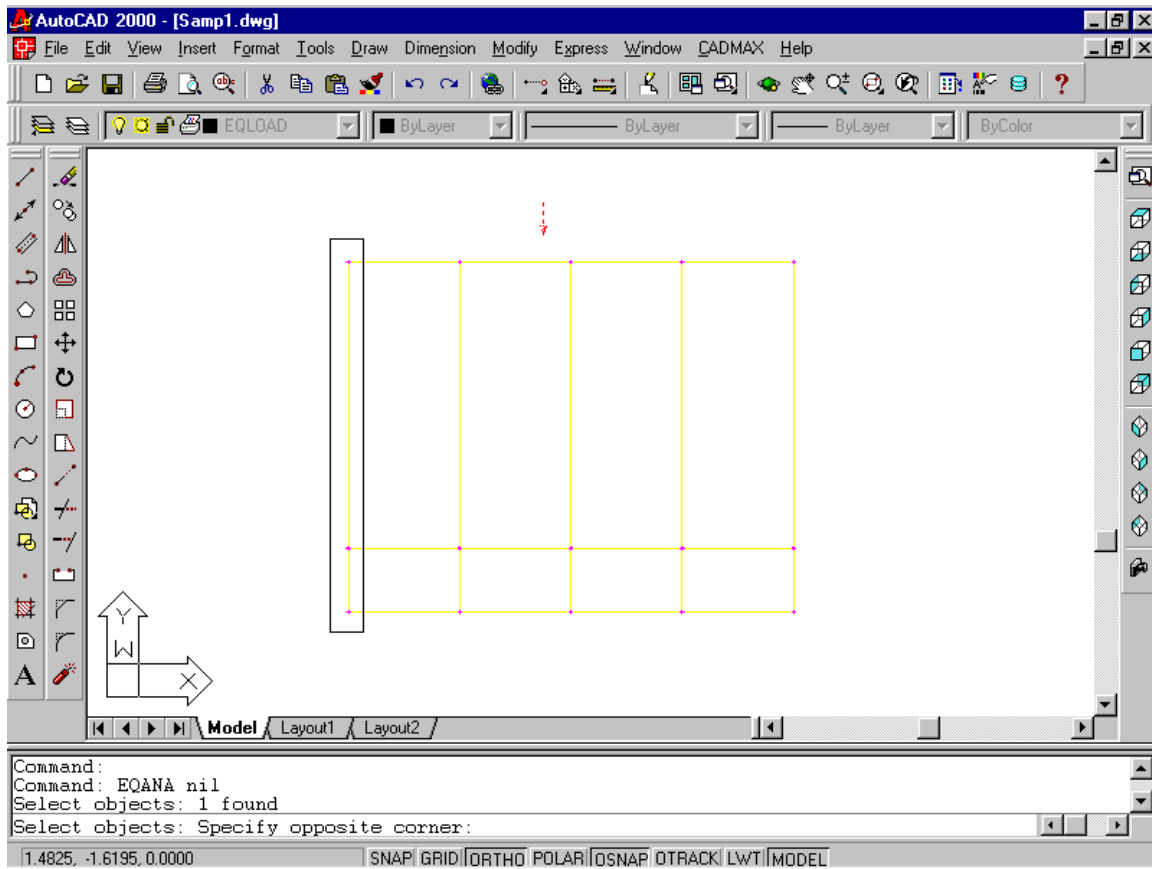 AutoCAD 2000 - [Samp1.dwg]
File Edit View Insert Format Tools Draw Dimension Modify Express Window CADMAX Help
EQLOAD ByLayer ByLayer ByLayer ByColor
A
Y
W
X
Model Layout1 Layout2
Command:
Command: EQANA nil
Select objects: 1 found
Select objects: Specify opposite corner:
1.4825, -1.6195, 0.0000 SNAP GRID ORTHO POLAR OSNAP OTRACK LWT MODEL